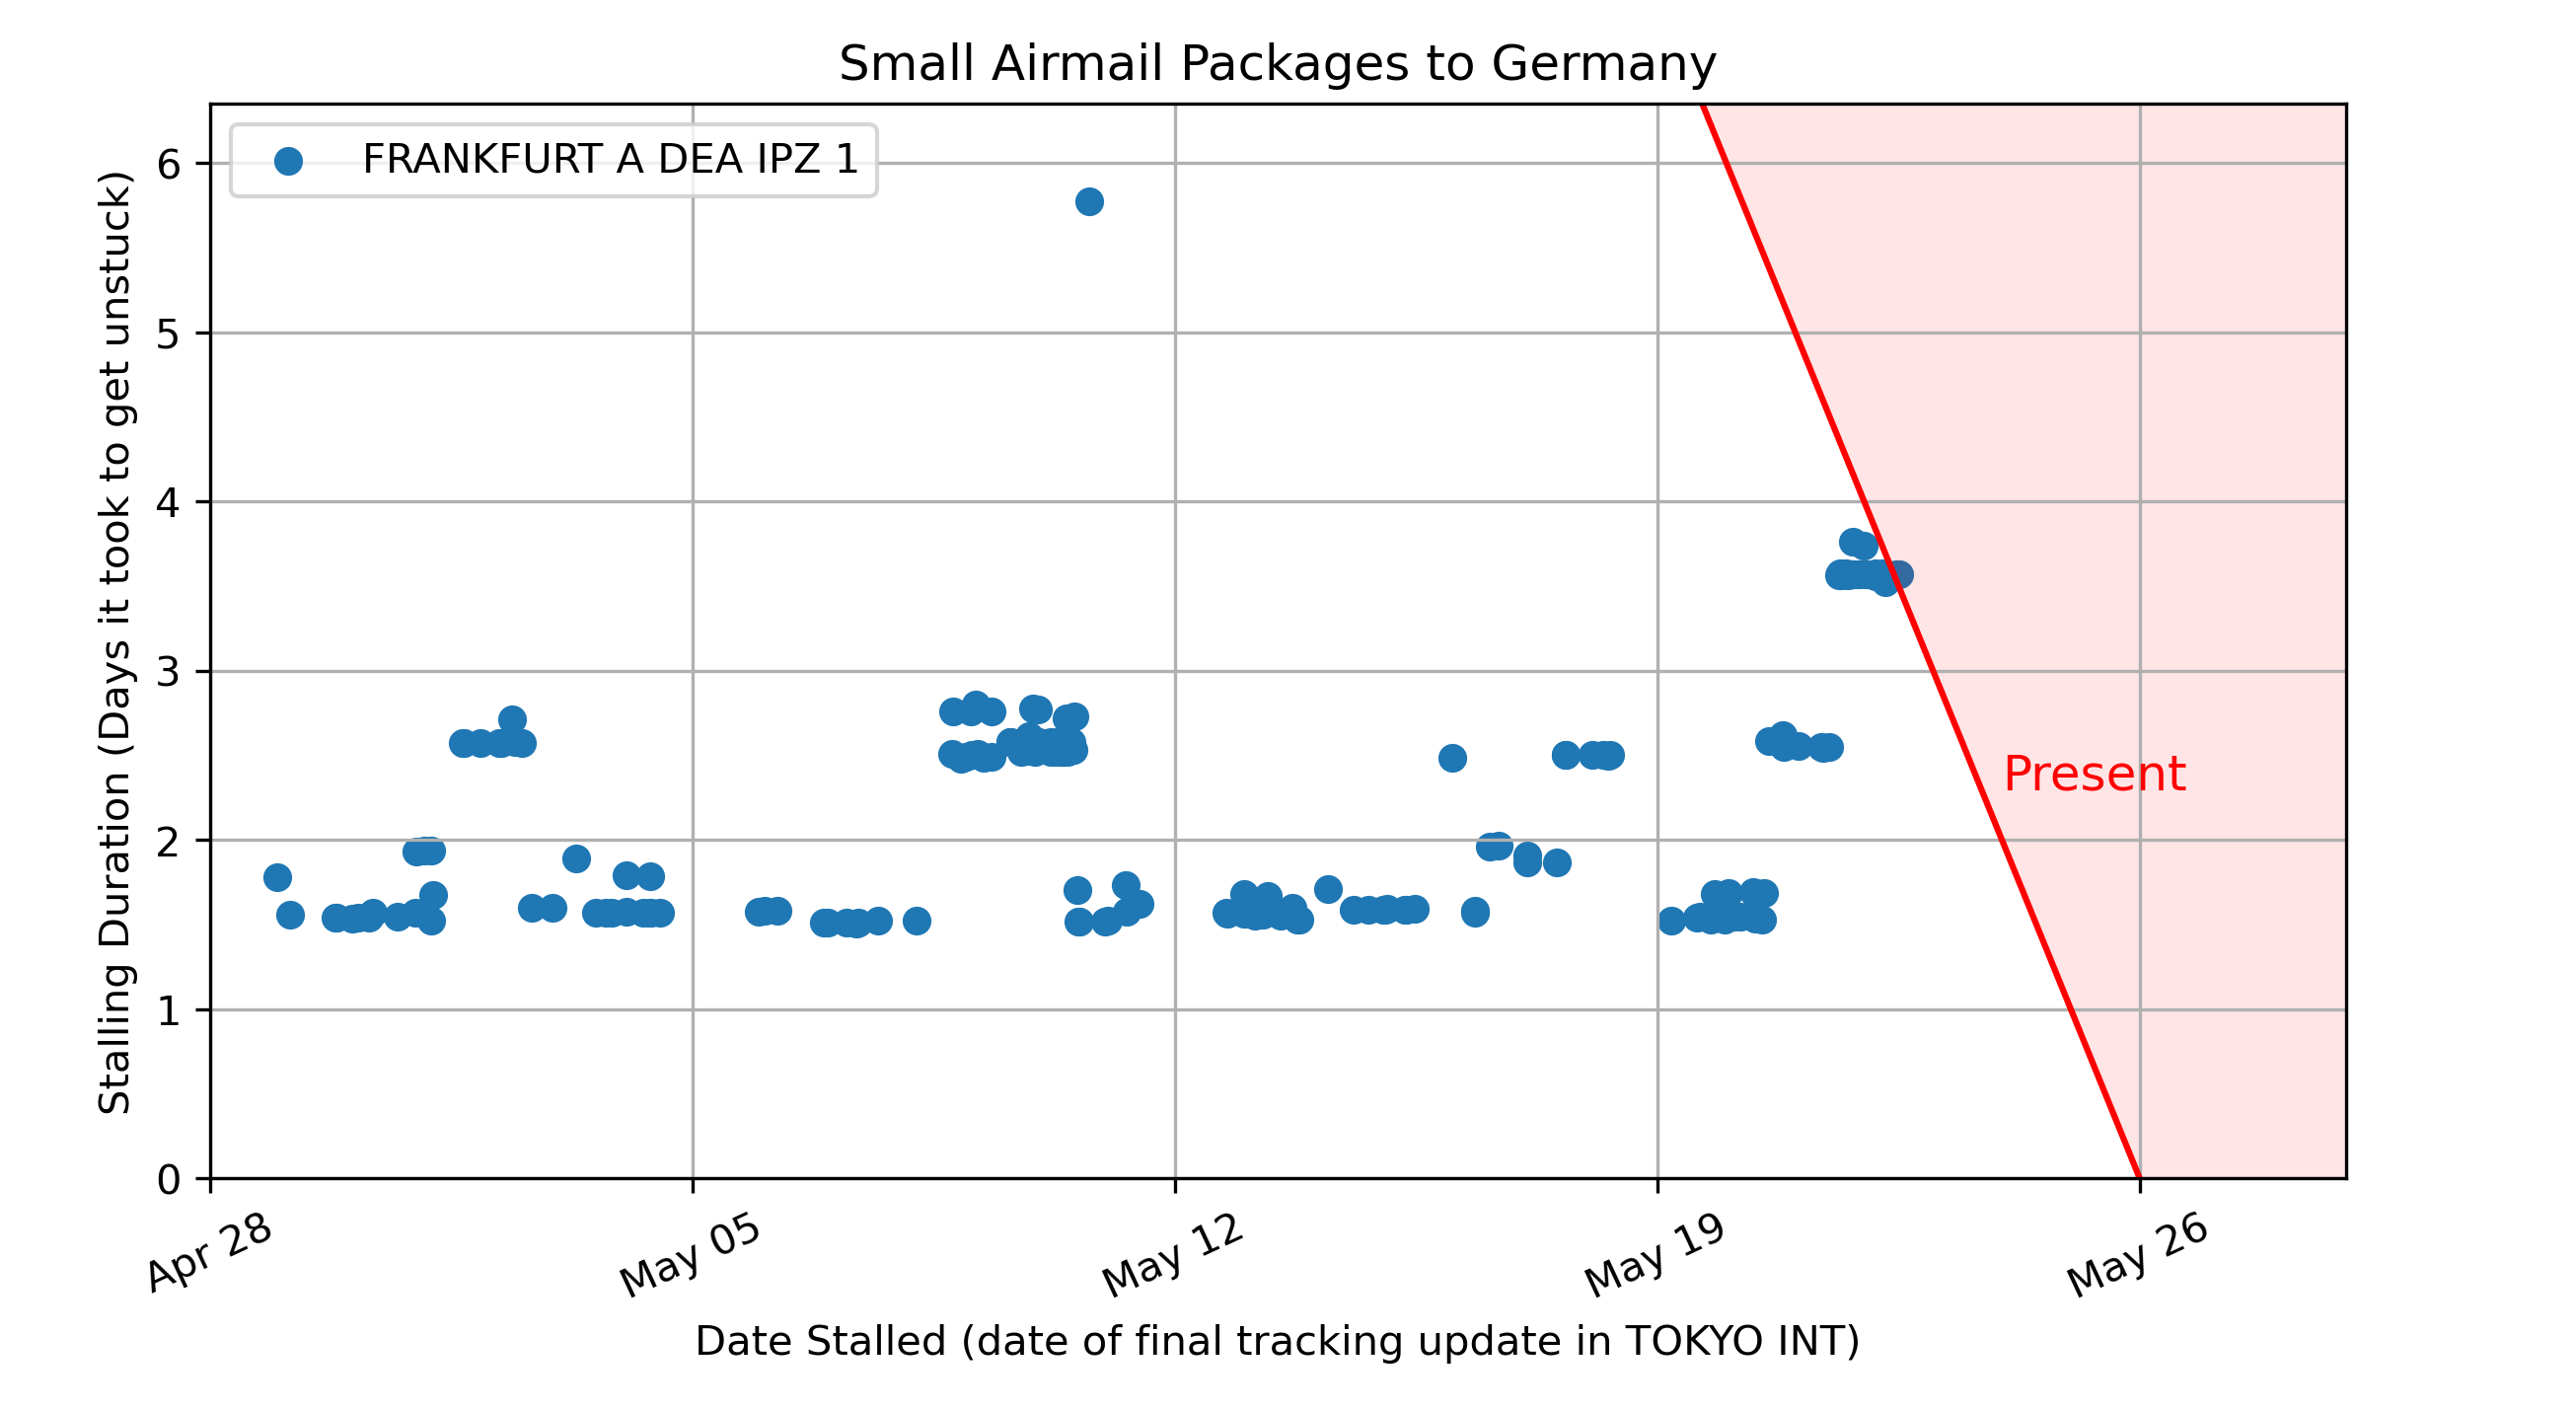 Small Airmail Packages to Germany
FRANKFURT A DEA IPZ 1
Stalling Duration (Days it took to get unstuck)
6
5
4
3
2
1
0
Present
Apr 28
May 05
May 12
May 19
May 26
Date Stalled (date of final tracking update in TOKYO INT)